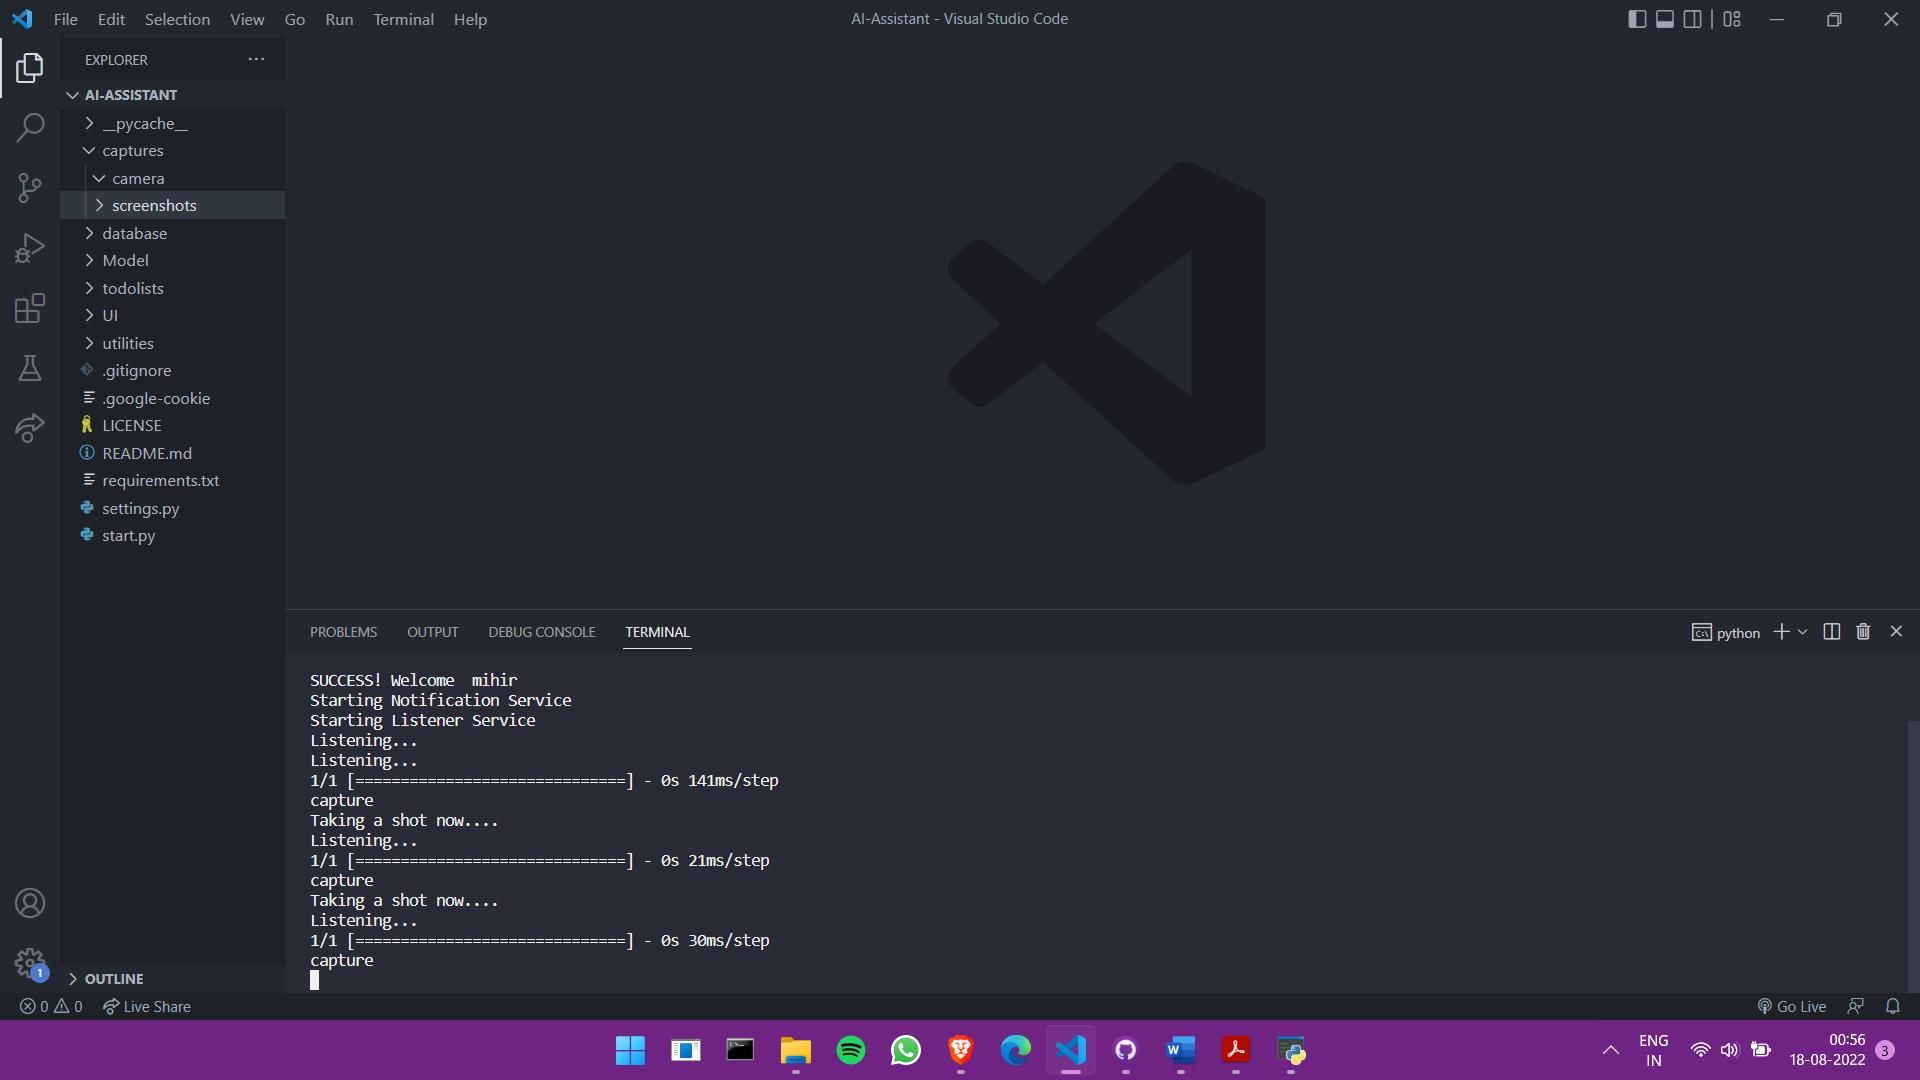 File Edit Selection View Go Run Terminal Help
AI-Assistant - Visual Studio Code
EXPLORER
AI-ASSISTANT
__pycache__
captures
camera
screenshots
database
Model
todolists
UI
utilities
.gitignore
.google-cookie
LICENSE
README.md
requirements.txt
settings.py
start.py
OUTLINE
PROBLEMS OUTPUT DEBUG CONSOLE TERMINAL
python
SUCCESS! Welcome  mihir
Starting Notification Service
Starting Listener Service
Listening...
Listening...
1/1 [==============================] - 0s 141ms/step
capture
Taking a shot now....
Listening...
1/1 [==============================] - 0s 21ms/step
capture
Taking a shot now....
Listening...
1/1 [==============================] - 0s 30ms/step
capture
1
0 0 Live Share
Go Live
ENG
IN
00:56
18-08-2022
3